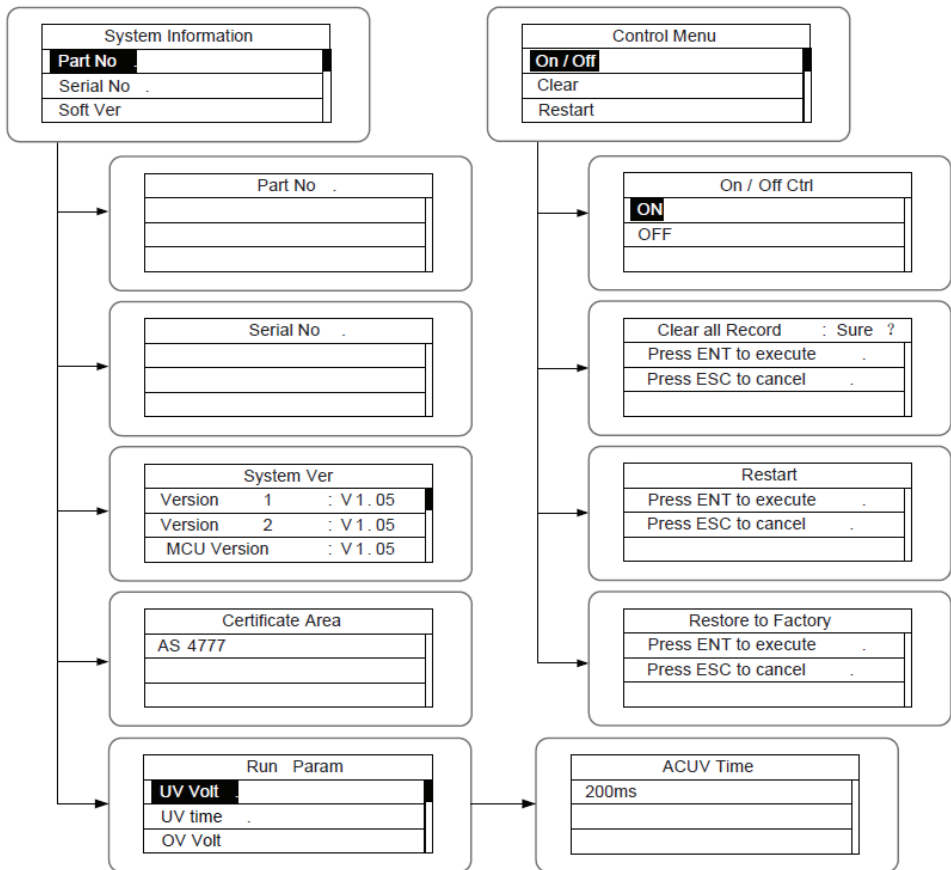 System Information
Part No .
Serial No .
Soft Ver
Part No .
Serial No .
System Ver
Version 1 : V1.05
Version 2 : V1.05
MCU Version : V1.05
Certificate Area
AS 4777
Run Param
UV Volt .
UV time .
OV Volt
ACUV Time
200ms
Control Menu
On / Off
Clear
Restart
On / Off Ctrl
ON
OFF
Clear all Record : Sure ?
Press ENT to execute .
Press ESC to cancel .
Restart
Press ENT to execute .
Press ESC to cancel .
Restore to Factory
Press ENT to execute .
Press ESC to cancel .